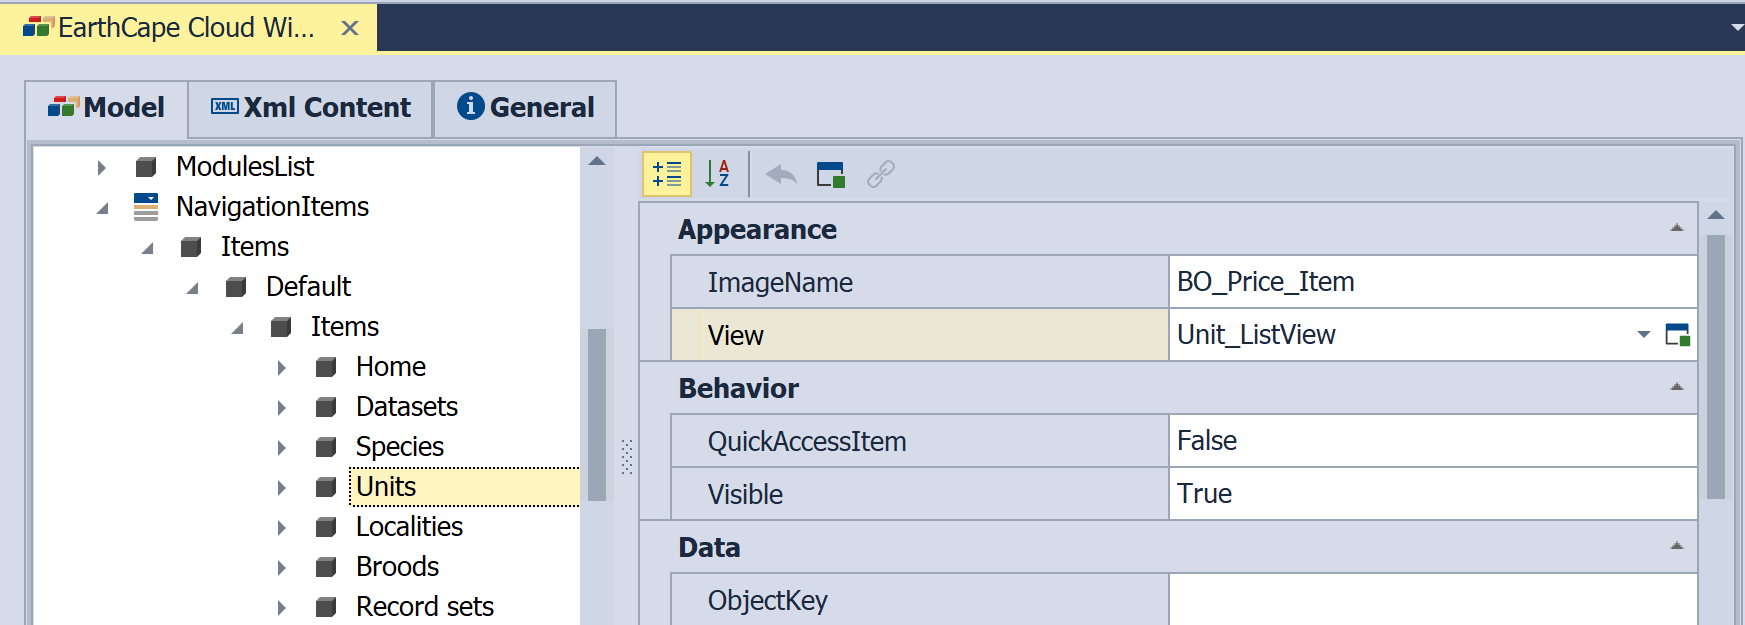 EarthCape Cloud Wi...
Model
XML
Xml Content
General
ModulesList
NavigationItems
Items
Default
Items
Home
Datasets
Species
Units
Localities
Broods
Record sets
A
Z
Appearance
ImageName BO_Price_Item
View Unit_ListView
Behavior
QuickAccessItem False
Visible True
Data
ObjectKey